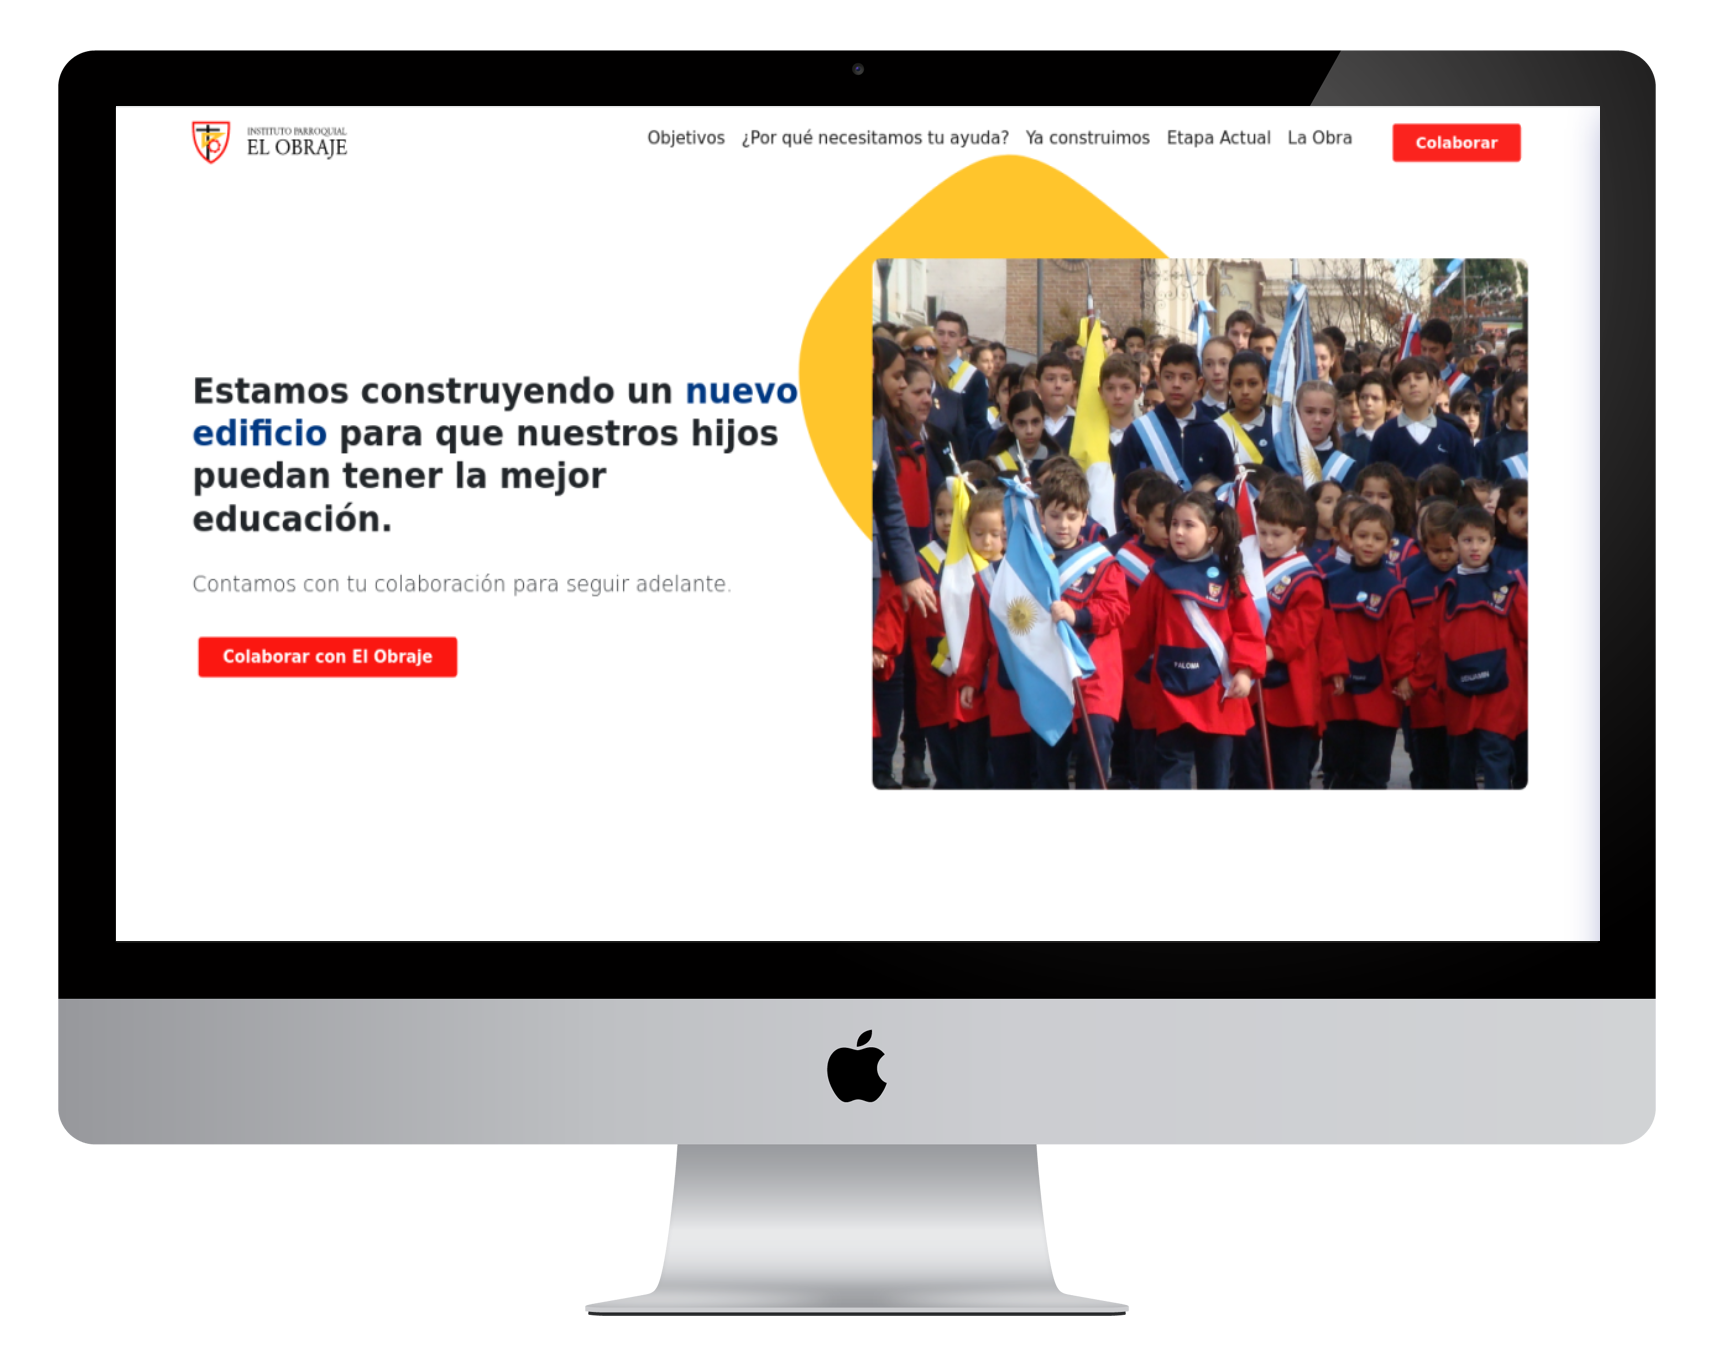 INSTITUTO PARROQUIAL
EL OBRAJE
Objetivos ¿Por qué necesitamos tu ayuda? Ya construimos Etapa Actual La Obra Colaborar
Estamos construyendo un nuevo
edificio para que nuestros hijos
puedan tener la mejor
educación.
Contamos con tu colaboración para seguir adelante.
Colaborar con El Obraje
PALOMA
BENJAMIN